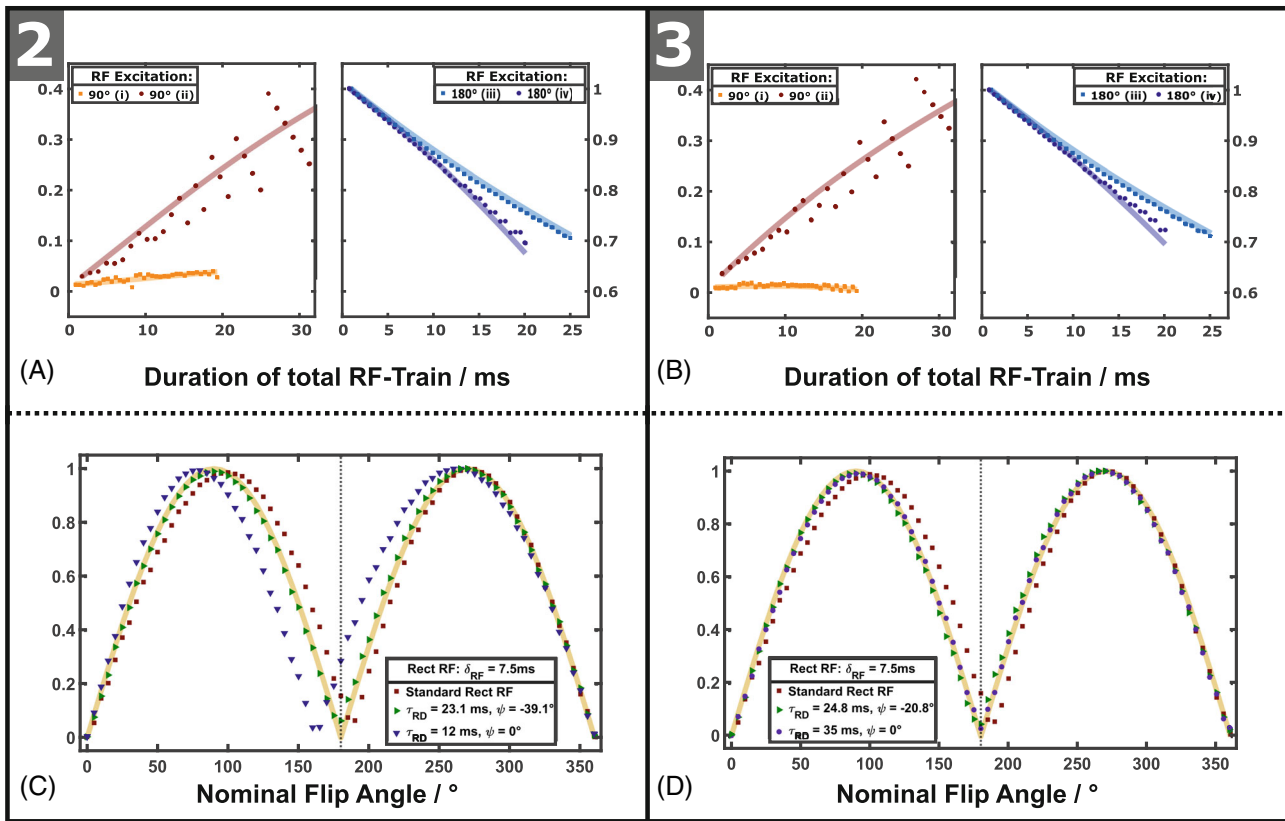 2
RF Excitation:
90° (i) 90° (ii)
RF Excitation:
180° (iii) 180° (iv)
0.4
0.3
0.2
0.1
0
1
0.9
0.8
0.7
0.6
0 10 20 30
0 5 10 15 20 25
(A) Duration of total RF-Train / ms
3
RF Excitation:
90° (i) 90° (ii)
RF Excitation:
180° (iii) 180° (iv)
0.4
0.3
0.2
0.1
0
1
0.9
0.8
0.7
0.6
0 10 20 30
0 5 10 15 20 25
(B) Duration of total RF-Train / ms
1
0.8
0.6
0.4
0.2
0
Rect RF: δRF = 7.5ms
Standard Rect RF
τRD = 23.1 ms, ψ = -39.1°
τRD = 12 ms, ψ = 0°
0 50 100 150 200 250 300 350
(C) Nominal Flip Angle / °
1
0.8
0.6
0.4
0.2
0
Rect RF: δRF = 7.5ms
Standard Rect RF
τRD = 24.8 ms, ψ = -20.8°
τRD = 35 ms, ψ = 0°
0 50 100 150 200 250 300 350
(D) Nominal Flip Angle / °